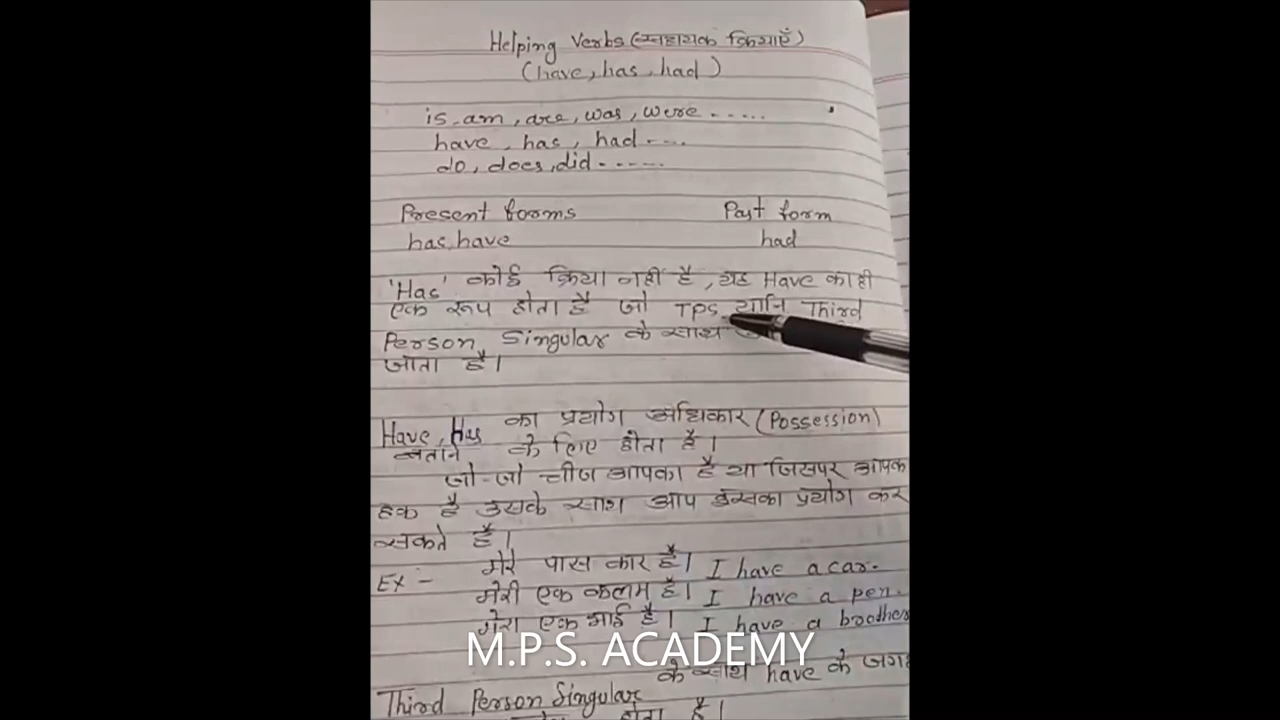 Helping Verbs (सहायक क्रियाएँ)
(have, has, had)
is, am, are, was, were .....
have, has, had ....
do, does, did .....
Present forms Past form
has, have had
'Has' कोई क्रिया नहीं है, यह Have का ही
एक रूप होता है जो TPS यानि Third
Person Singular के साथ
जाता है।
Have, Has का प्रयोग अधिकार (Possession)
बताने के लिए होता है।
जो-जो चीज आपका है या जिसपर आपक
हक है उसके साथ आप इसका प्रयोग कर
सकते हैं।
Ex - मेरे पास कार है। I have a car.
मेरी एक कलम है। I have a pen.
मेरा एक भाई है। I have a brother
M.P.S. ACADEMY
Third Person Singular के साथ have के जगह
होता है।